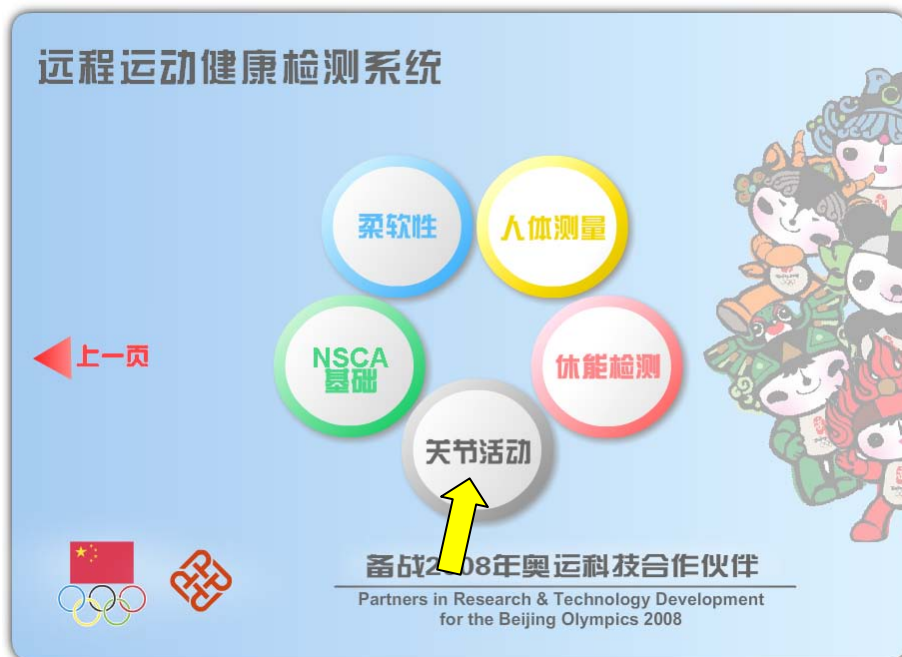 远程运动健康检测系统
柔软性
人体测量
NSCA
基础
体能检测
关节活动
上一页
备战2008年奥运科技合作伙伴
Partners in Research & Technology Development
for the Beijing Olympics 2008